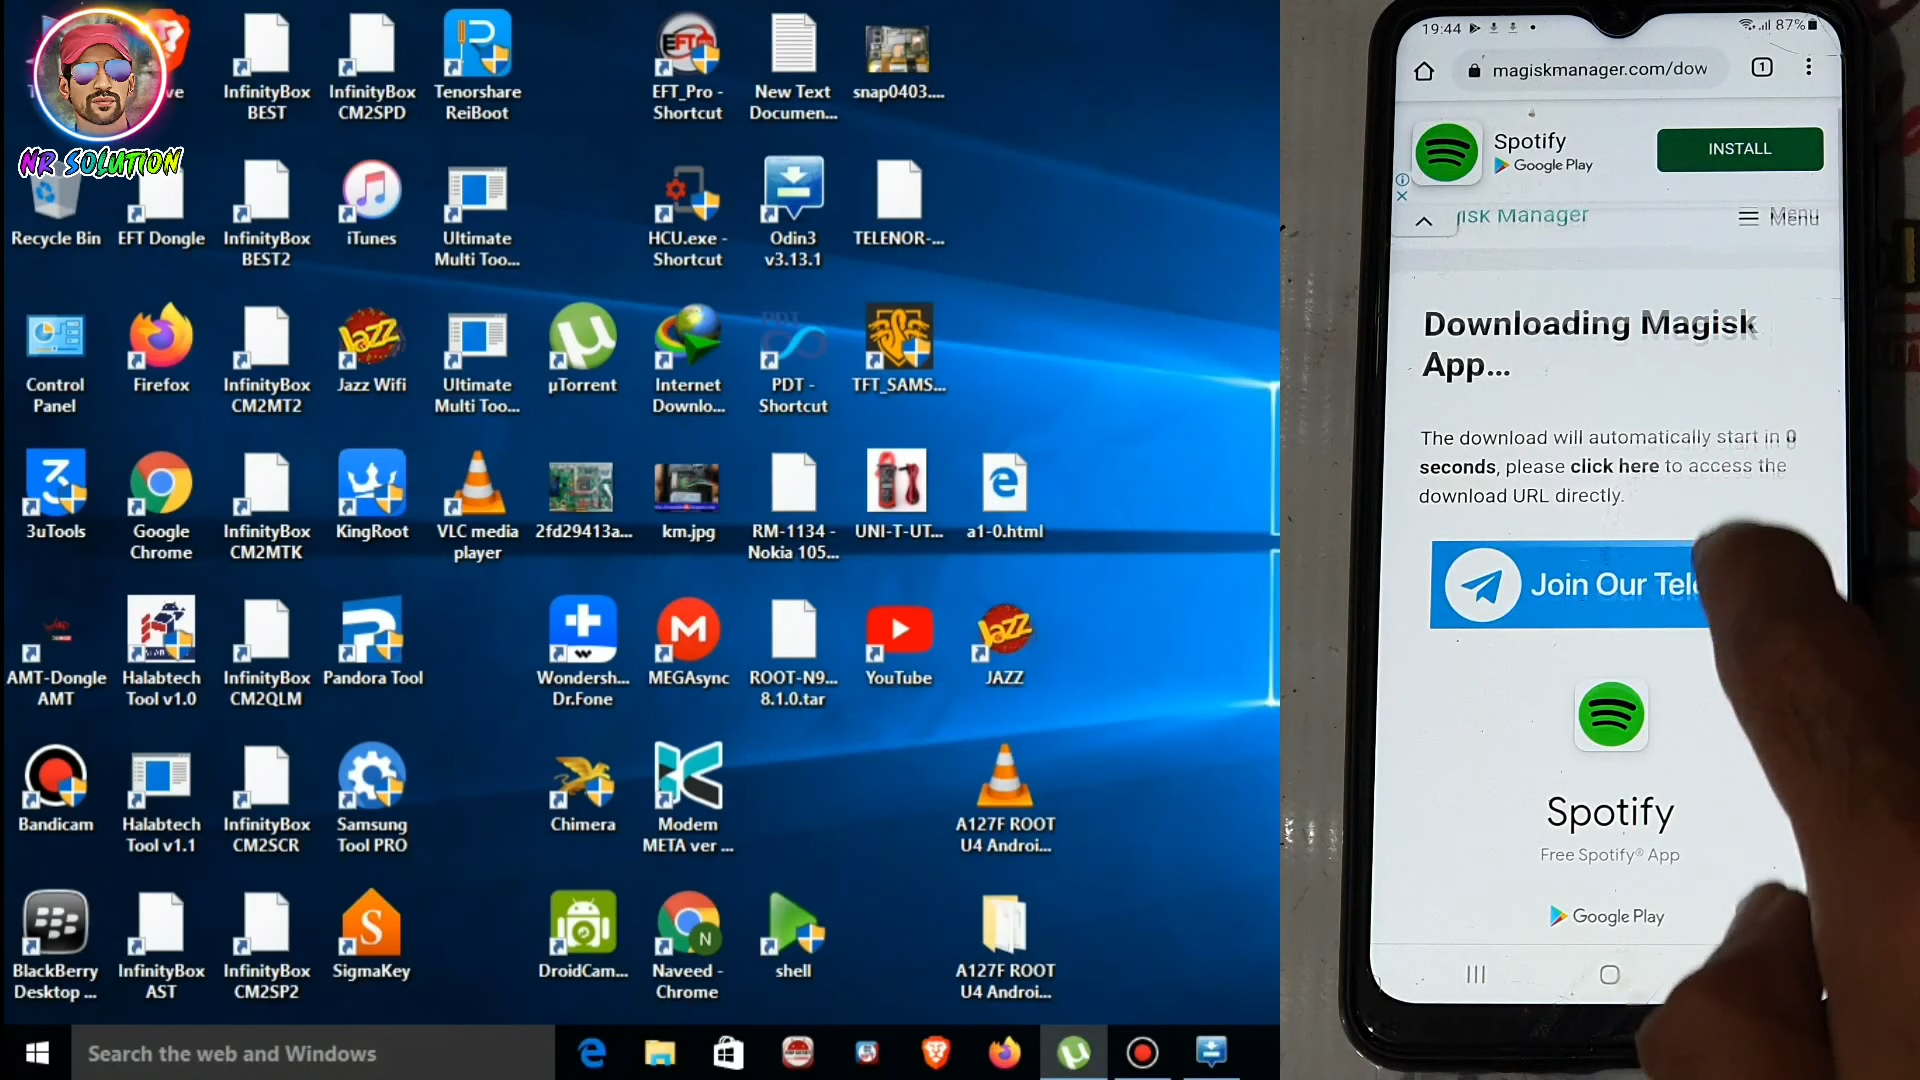 NR SOLUTION
InfinityBox
BEST
InfinityBox
CM2SPD
Tenorshare
ReiBoot
EFT_Pro -
Shortcut
New Text
Documen...
snap0403....
Recycle Bin
EFT Dongle
InfinityBox
BEST2
iTunes
Ultimate
Multi Too...
HCU.exe -
Shortcut
Odin3
v3.13.1
TELENOR-...
Control
Panel
Firefox
InfinityBox
CM2MT2
Jazz Wifi
Ultimate
Multi Too...
µTorrent
Internet
Downlo...
PDT -
Shortcut
TFT_SAMS...
3uTools
Google
Chrome
InfinityBox
CM2MTK
KingRoot
VLC media
player
2fd29413a...
km.jpg
RM-1134 -
Nokia 105...
UNI-T-UT...
a1-0.html
AMT-Dongle
AMT
Halabtech
Tool v1.0
InfinityBox
CM2QLM
Pandora Tool
Wondersh...
Dr.Fone
MEGAsync
ROOT-N9...
8.1.0.tar
YouTube
JAZZ
Bandicam
Halabtech
Tool v1.1
InfinityBox
CM2SCR
Samsung
Tool PRO
Chimera
Modem
META ver ...
A127F ROOT
U4 Androi...
BlackBerry
Desktop ...
InfinityBox
AST
InfinityBox
CM2SP2
SigmaKey
DroidCam...
Naveed -
Chrome
shell
A127F ROOT
U4 Androi...
Search the web and Windows
19:44
87%
magiskmanager.com/dow
1
Spotify
Google Play
INSTALL
isk Manager
Menu
Downloading Magisk
App...
The download will automatically start in 0
seconds, please click here to access the
download URL directly.
Join Our Tele
Spotify
Free Spotify® App
Google Play